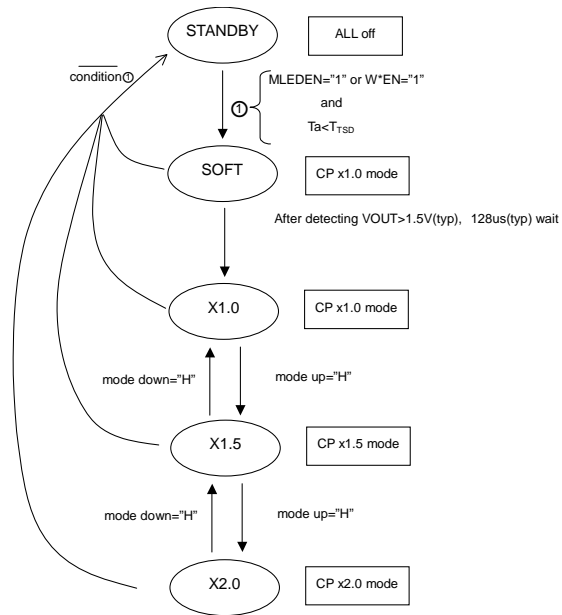 STANDBY
ALL off
condition①
MLEDEN="1" or W*EN="1"
①
and
Ta<TTSD
SOFT
CP x1.0 mode
After detecting VOUT>1.5V(typ), 128us(typ) wait
X1.0
CP x1.0 mode
mode down="H"
mode up="H"
X1.5
CP x1.5 mode
mode down="H"
mode up="H"
X2.0
CP x2.0 mode